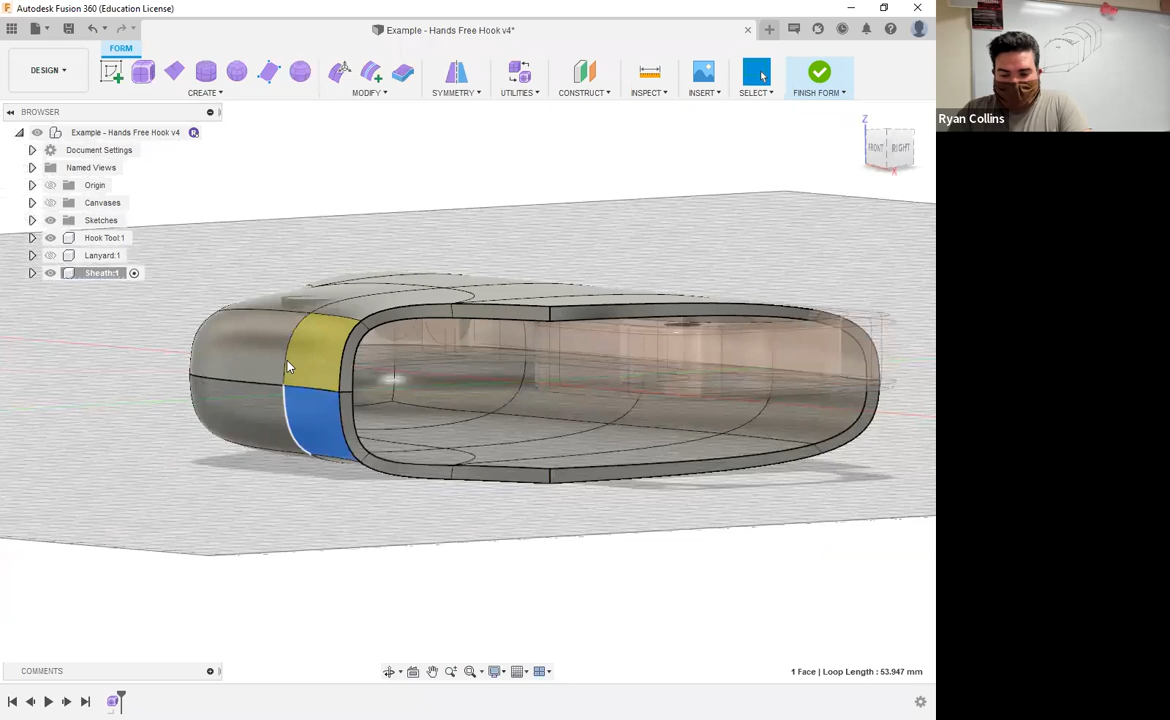 Autodesk Fusion 360 (Education License)
Example - Hands Free Hook v4*
FORM
DESIGN
CREATE
MODIFY
SYMMETRY
UTILITIES
CONSTRUCT
INSPECT
INSERT
SELECT
FINISH FORM
Ryan Collins
BROWSER
Example - Hands Free Hook v4
Document Settings
Named Views
Origin
Canvases
Sketches
Hook Tool:1
Lanyard:1
Sheath:1
Z
FRONT
RIGHT
X
COMMENTS
1 Face | Loop Length : 53.947 mm